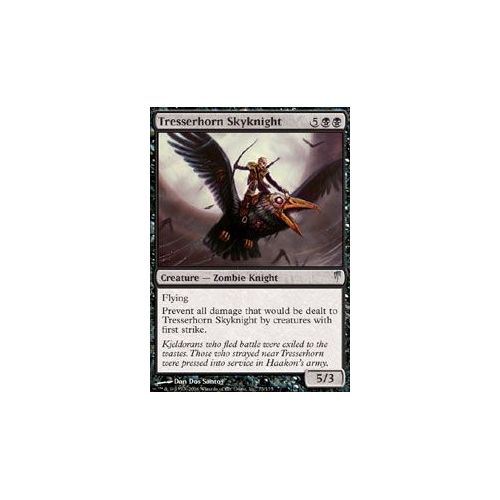 Tresserhorn Skyknight 5
Creature — Zombie Knight
Flying
Prevent all damage that would be dealt to
Tresserhorn Skyknight by creatures with
first strike.
Kjeldorans who fled battle were exiled to the
wastes. Those who strayed near Tresserhorn
were pressed into service in Haakon's army.
Dan Dos Santos
5/3